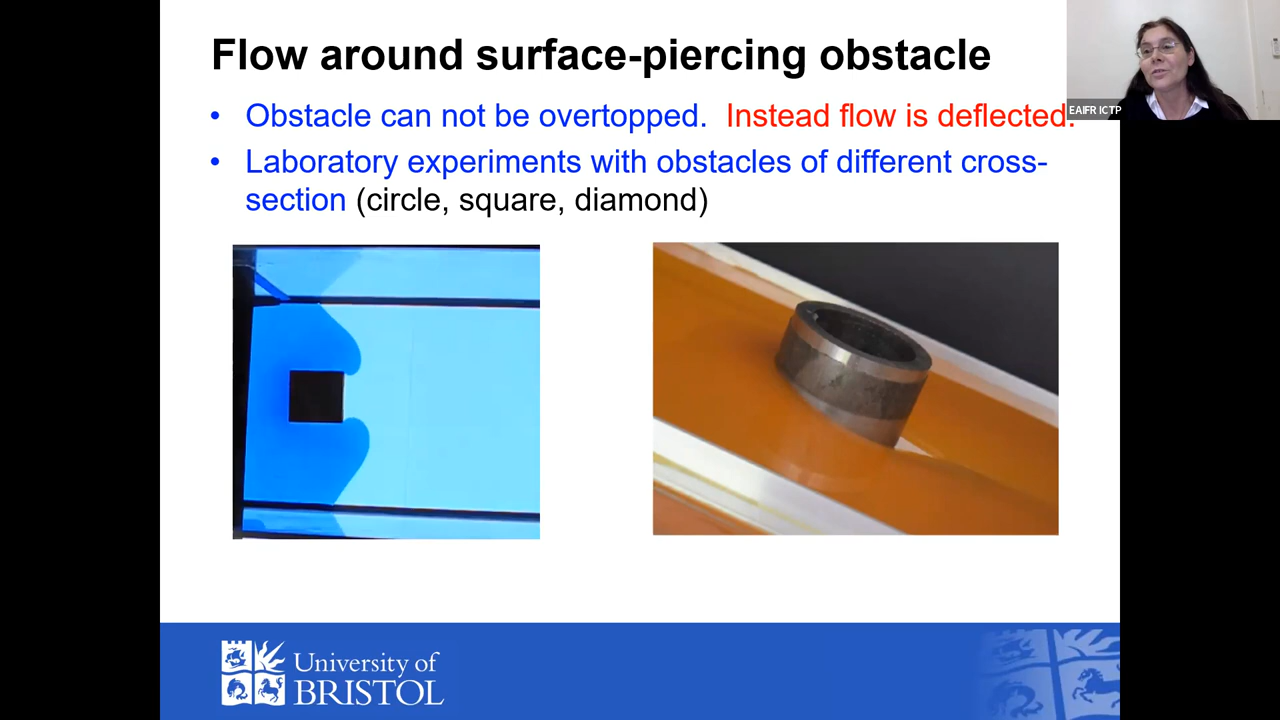 Flow around surface-piercing obstacle
EAIFR ICTP
• Obstacle can not be overtopped. Instead flow is deflected.
• Laboratory experiments with obstacles of different cross-
section (circle, square, diamond)
University of
BRISTOL